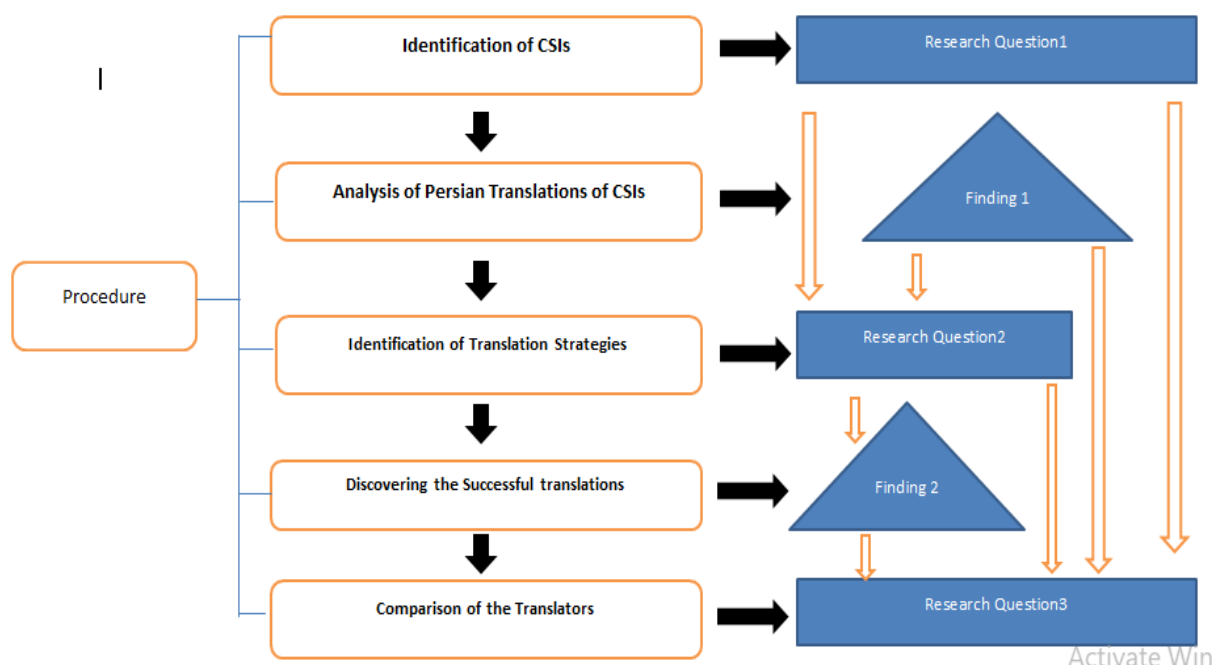 Identification of CSIs
Research Question1
Analysis of Persian Translations of CSIs
Finding 1
Procedure
Identification of Translation Strategies
Research Question2
Discovering the Successful translations
Finding 2
Comparison of the Translators
Research Question3
Activate Win